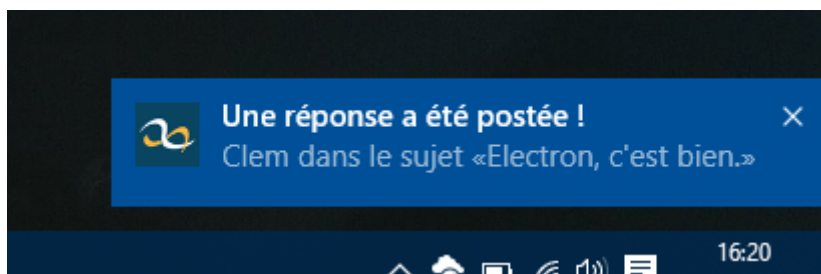 Une réponse a été postée !
Clem dans le sujet «Electron, c'est bien.»
16:20